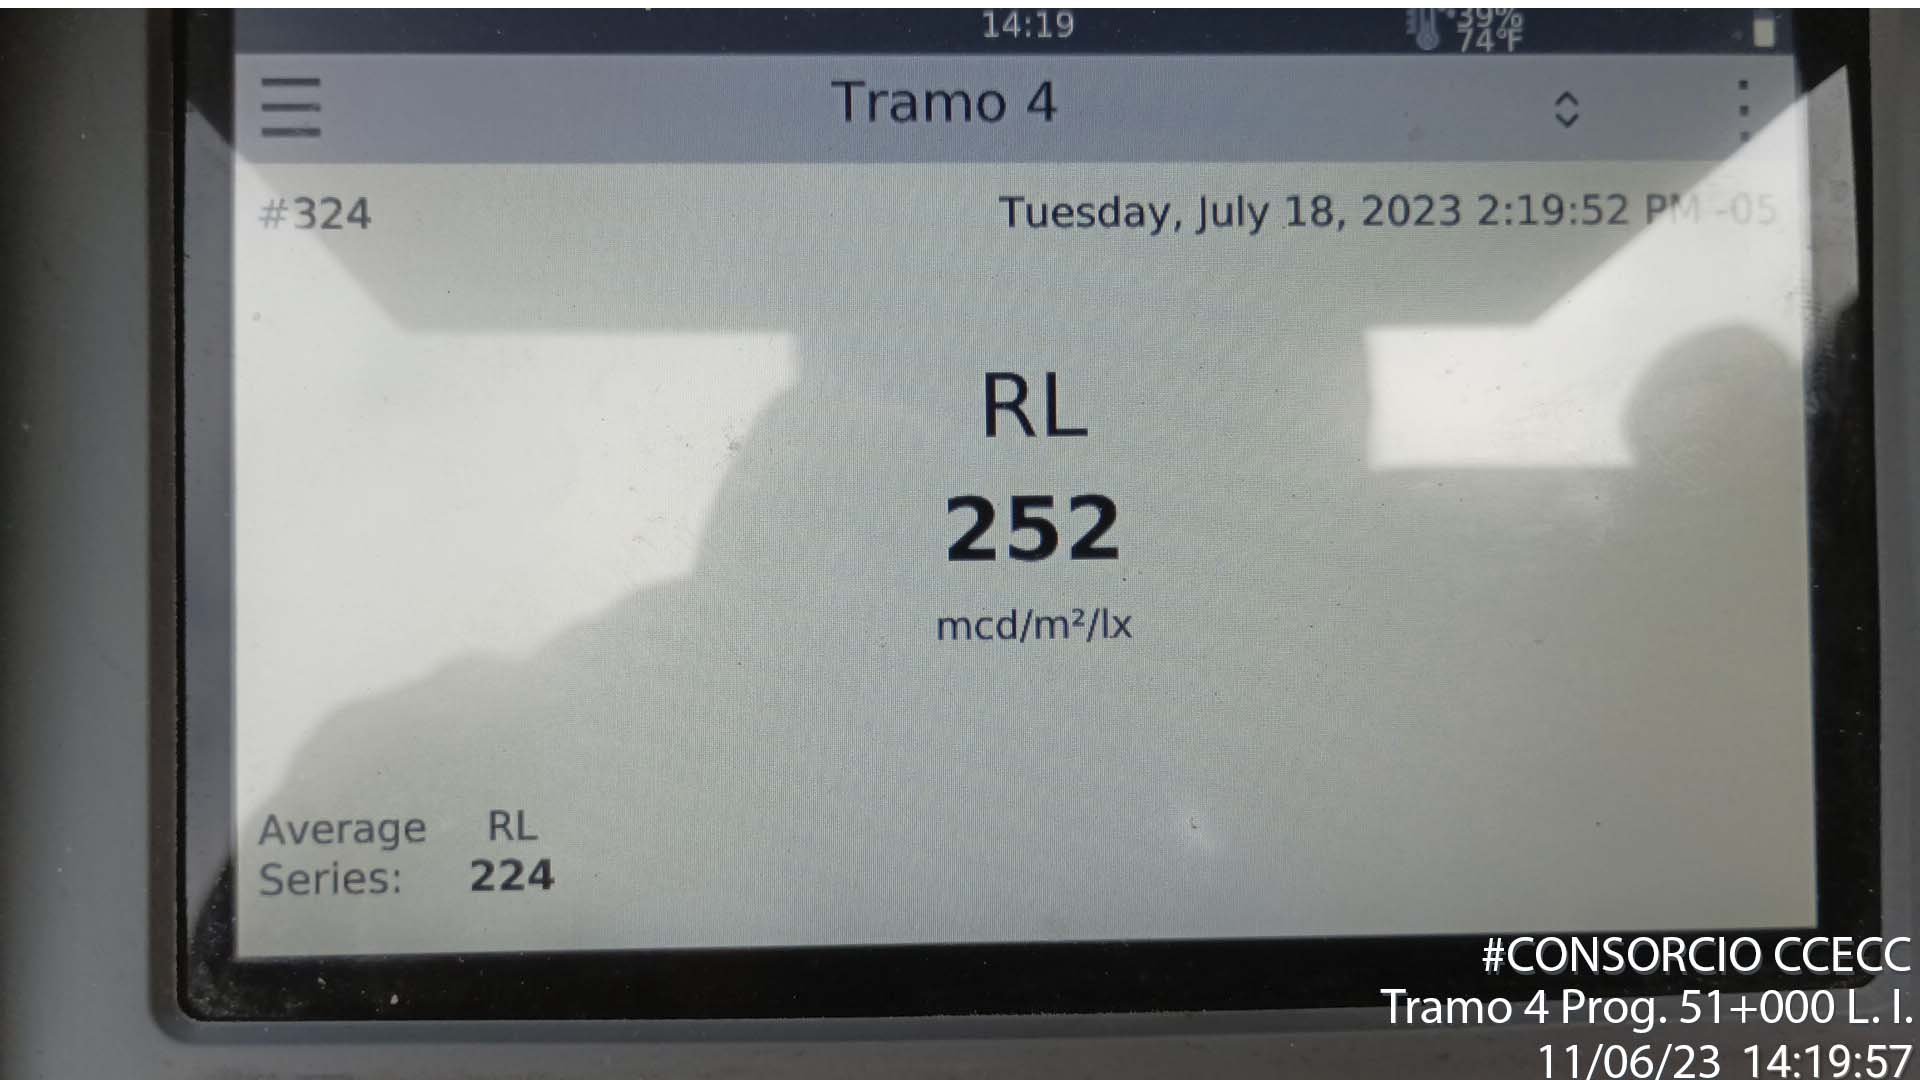 14:19
39%
74°F
Tramo 4
#324
Tuesday, July 18, 2023 2:19:52 PM -05
RL
252
mcd/m²/lx
Average RL
Series: 224
#CONSORCIO CCECC
Tramo 4 Prog. 51+000 L. I.
11/06/23 14:19:57